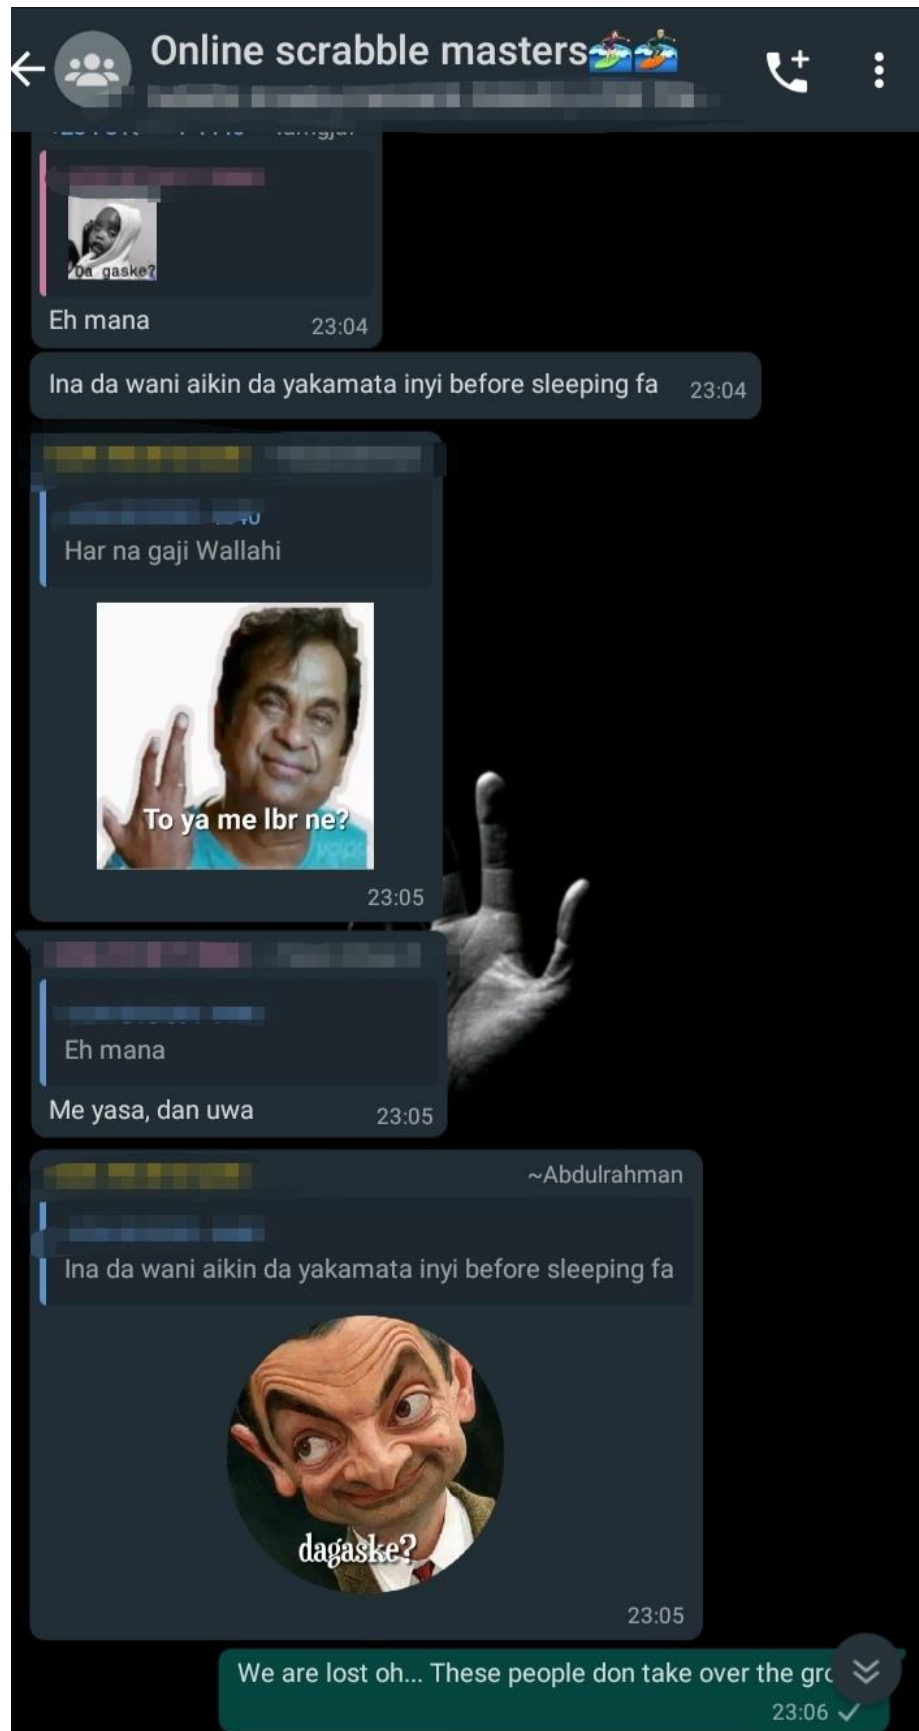 Online scrabble masters🏄🏄
Da gaske?
Eh mana
23:04
Ina da wani aikin da yakamata inyi before sleeping fa 23:04
Har na gaji Wallahi
To ya me lbr ne?
23:05
Eh mana
Me yasa, dan uwa 23:05
~Abdulrahman
Ina da wani aikin da yakamata inyi before sleeping fa
dagaske?
23:05
We are lost oh... These people don take over the
23:06